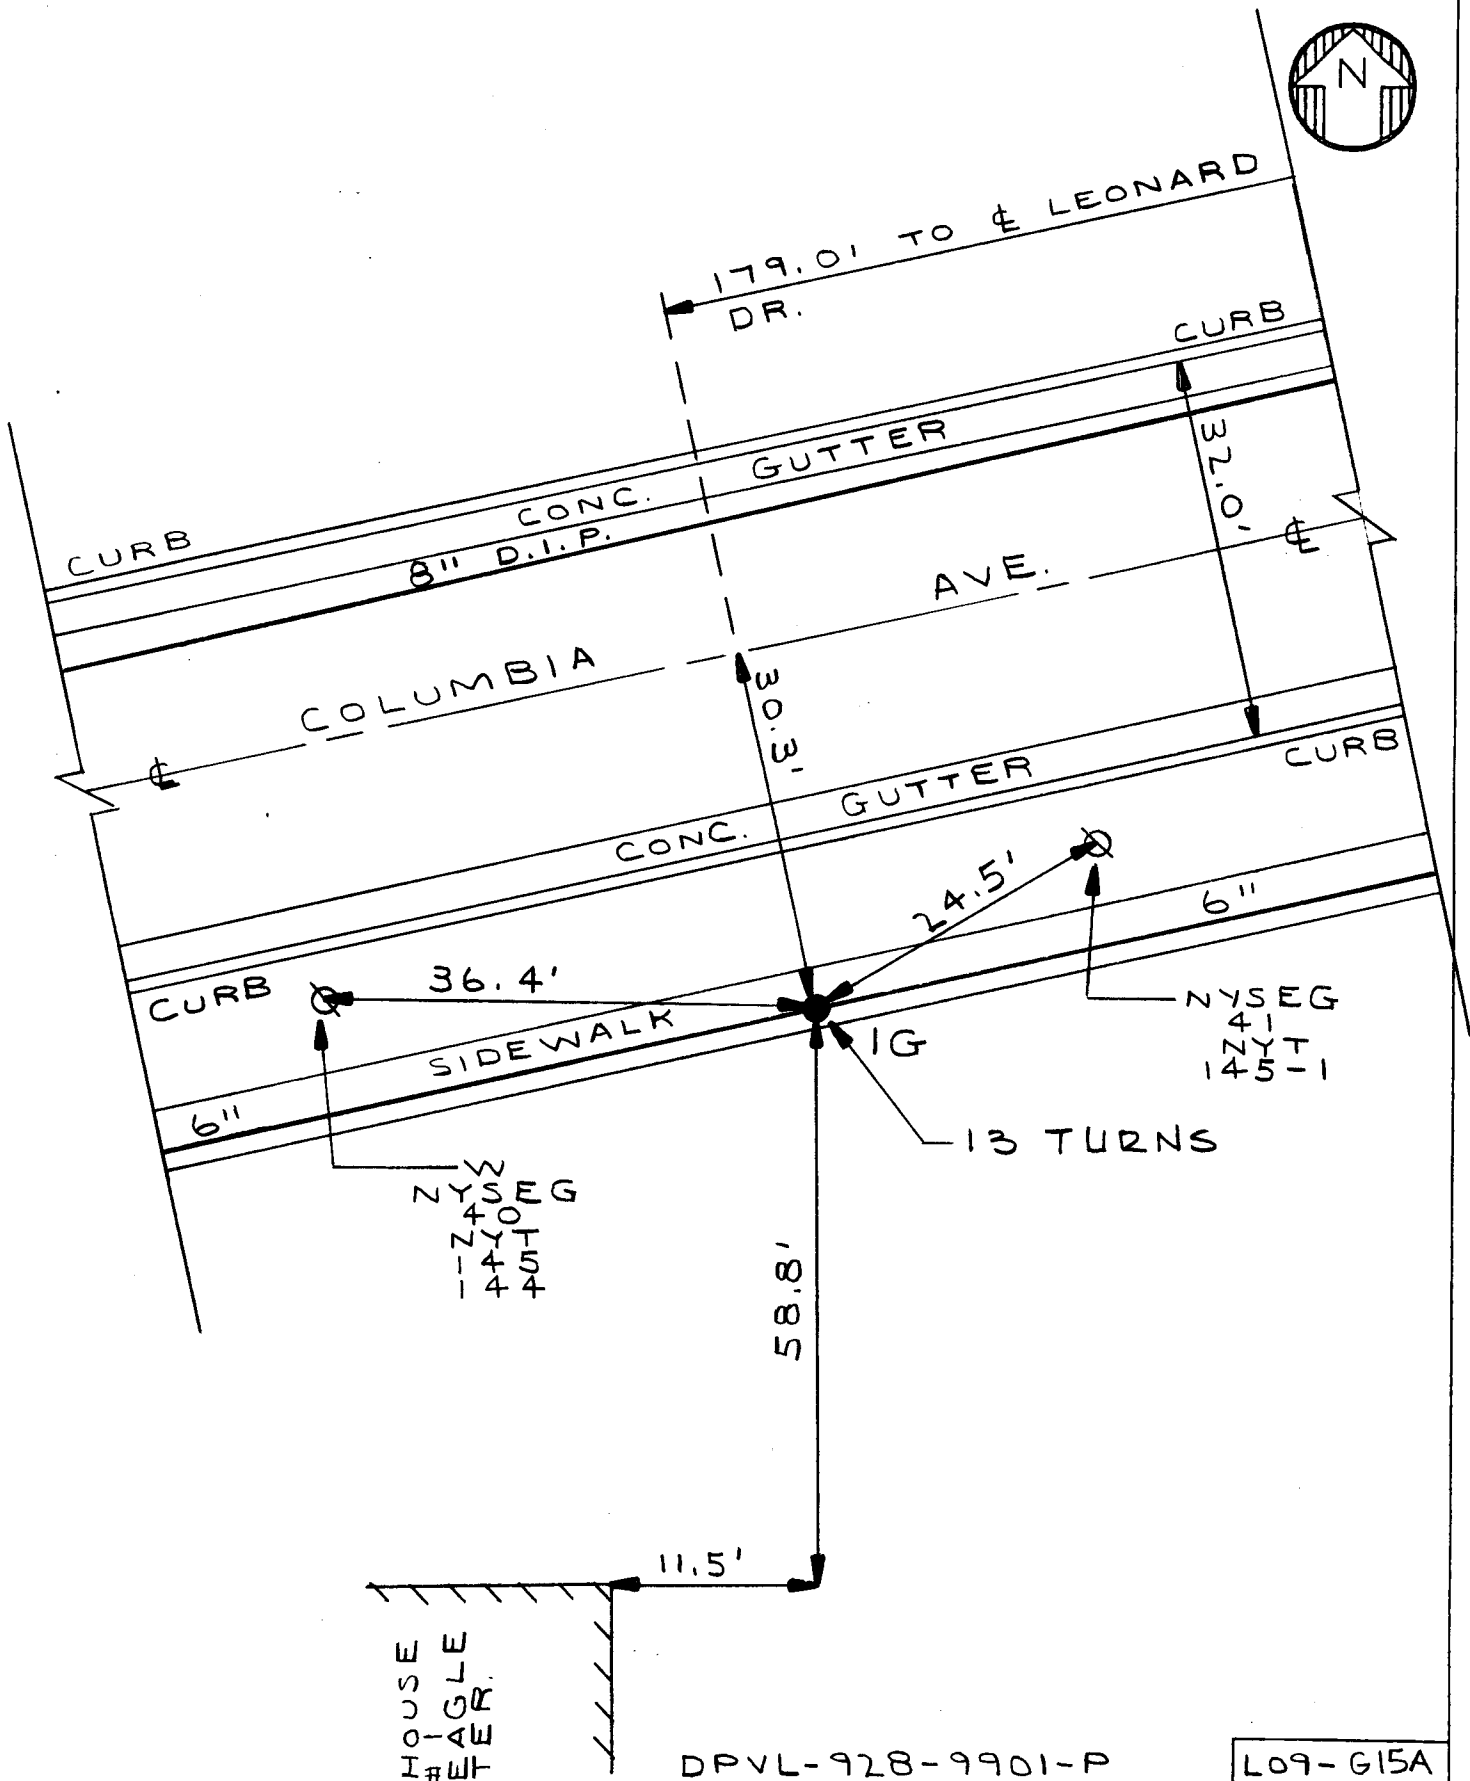 N
179.01 TO ℄ LEONARD
DR.
CURB
CONC. GUTTER
CURB
8" D.I.P.
32.0'
℄
COLUMBIA AVE.
℄
30.3'
CONC. GUTTER
CURB
24.5'
6"
36.4'
CURB
SIDEWALK
1G
NYSEG
41
NYT
145-1
6"
13 TURNS
W
NYSEG
40
NYT
145
144
58.8'
11.5'
HOUSE
#1
EAGLE
TER.
DPVL-928-9901-P
L09-G15A